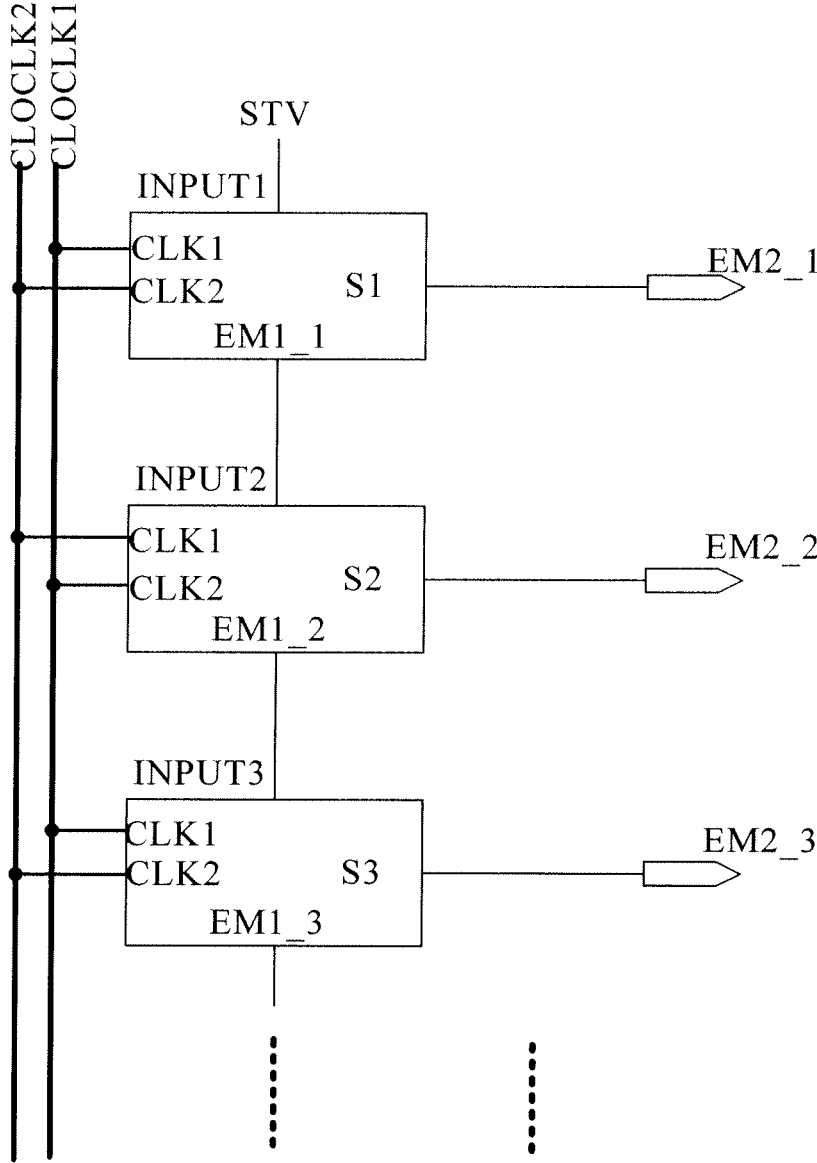 CLOCLK2
CLOCLK1
STV
INPUT1
CLK1
CLK2
S1
EM1_1
EM2_1
INPUT2
CLK1
CLK2
S2
EM1_2
EM2_2
INPUT3
CLK1
CLK2
S3
EM1_3
EM2_3